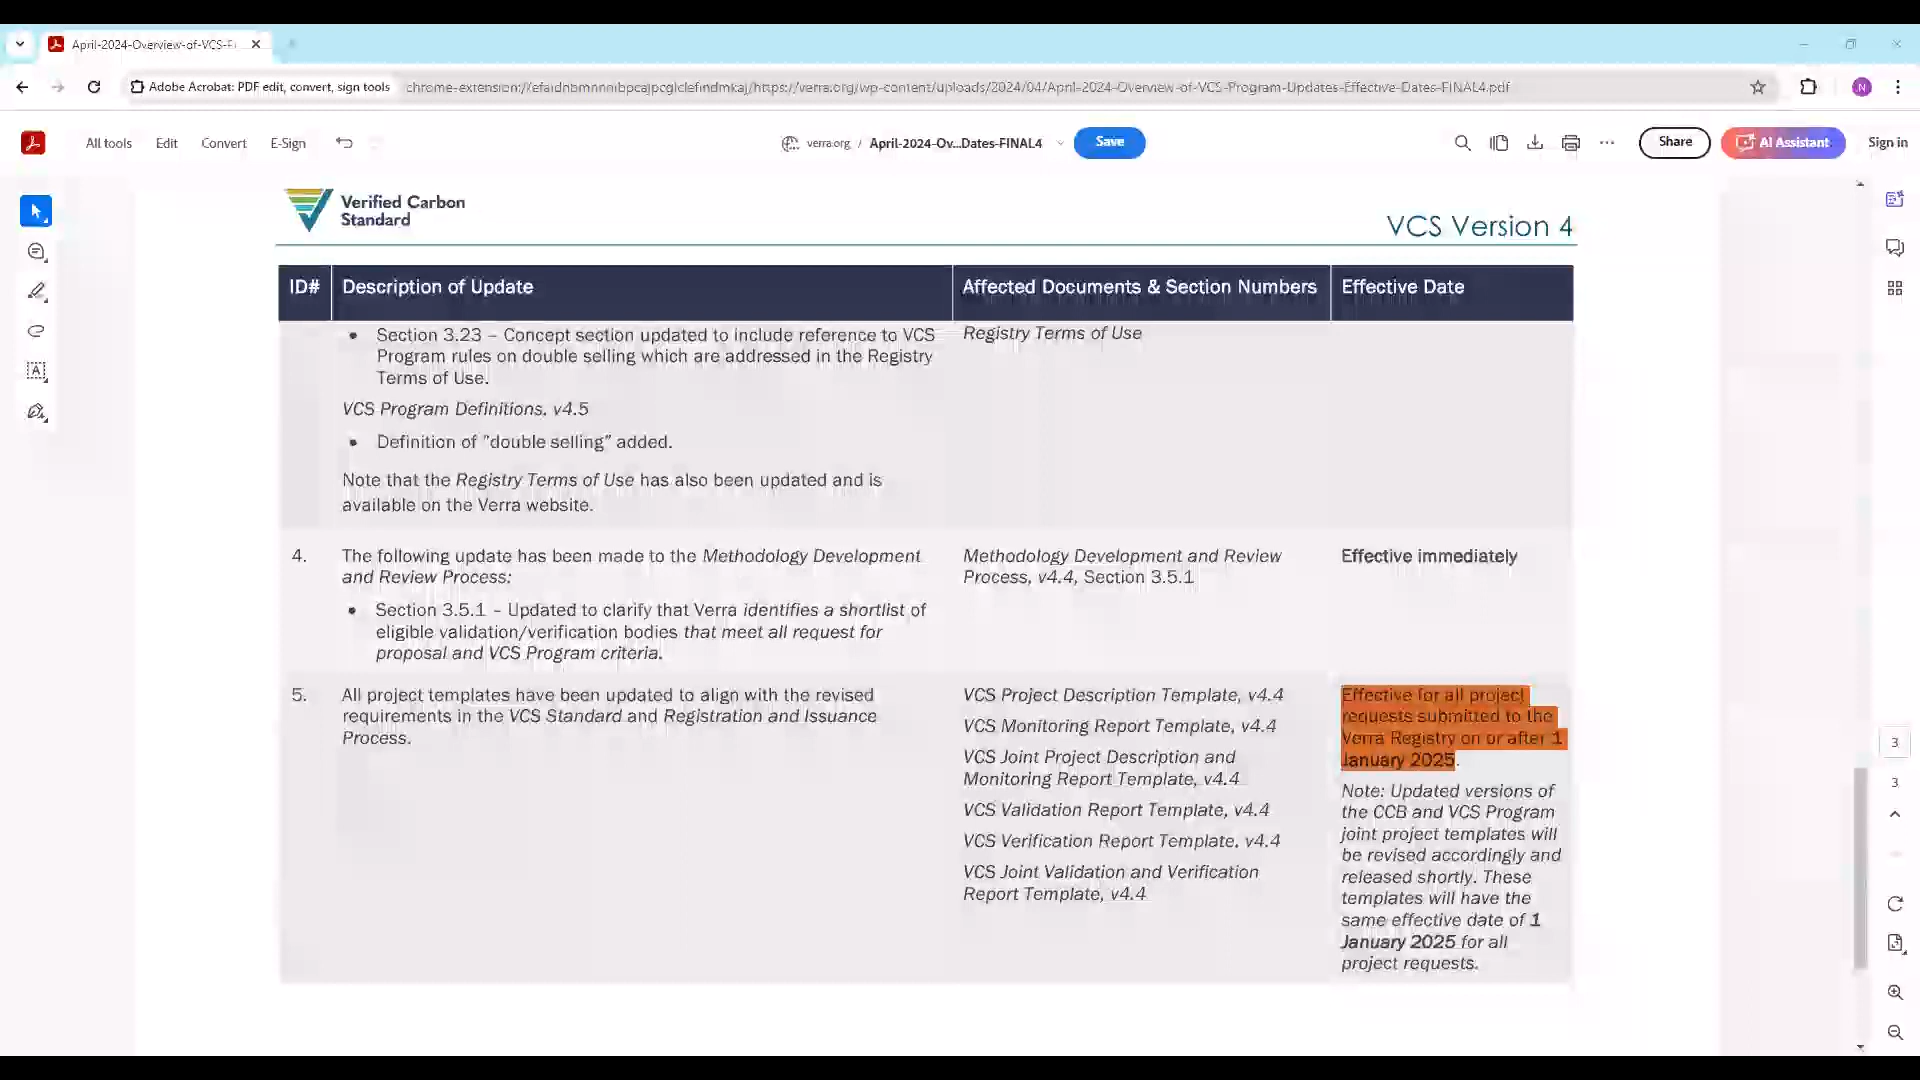 April-2024-Overview-of-VCS-P
Adobe Acrobat: PDF edit, convert, sign tools
chrome-extension://efaidnbmnnnibpcajpcglclefindmkaj/https://verra.org/wp-content/uploads/2024/04/April-2024-Overview-of-VCS-Program-Updates-Effective-Dates-FINAL4.pdf
N
All tools
Edit
Convert
E-Sign
verra.org / April-2024-Ov...Dates-FINAL4
Save
Share
AI Assistant
Sign in
Verified Carbon
Standard
VCS Version 4
ID#
Description of Update
Affected Documents & Section Numbers
Effective Date
• Section 3.23 – Concept section updated to include reference to VCS
Program rules on double selling which are addressed in the Registry
Terms of Use.
VCS Program Definitions, v4.5
• Definition of "double selling" added.
Note that the Registry Terms of Use has also been updated and is
available on the Verra website.
Registry Terms of Use
4.
The following update has been made to the Methodology Development
and Review Process:
• Section 3.5.1 – Updated to clarify that Verra identifies a shortlist of
eligible validation/verification bodies that meet all request for
proposal and VCS Program criteria.
Methodology Development and Review
Process, v4.4, Section 3.5.1
Effective immediately
5.
All project templates have been updated to align with the revised
requirements in the VCS Standard and Registration and Issuance
Process.
VCS Project Description Template, v4.4
VCS Monitoring Report Template, v4.4
VCS Joint Project Description and
Monitoring Report Template, v4.4
VCS Validation Report Template, v4.4
VCS Verification Report Template, v4.4
VCS Joint Validation and Verification
Report Template, v4.4
Effective for all project
requests submitted to the
Verra Registry on or after 1
January 2025.
Note: Updated versions of
the CCB and VCS Program
joint project templates will
be revised accordingly and
released shortly. These
templates will have the
same effective date of 1
January 2025 for all
project requests.
3
3